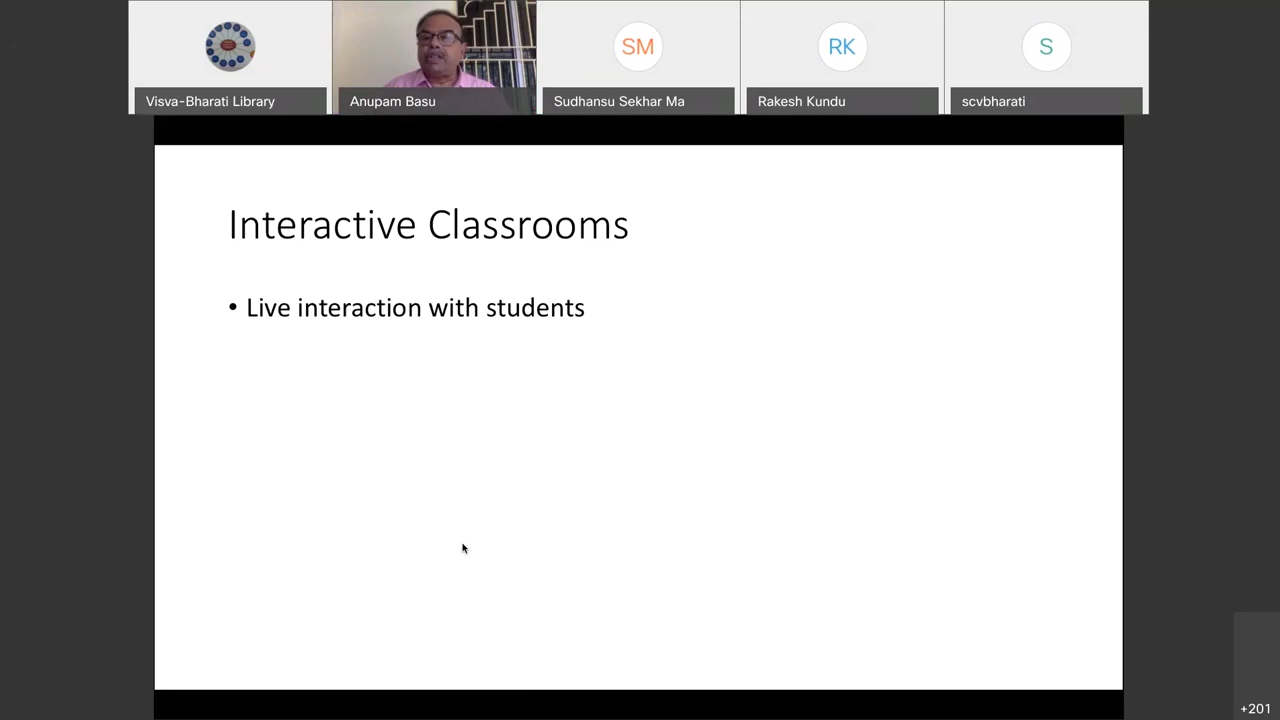 Visva-Bharati Library
Anupam Basu
SM
Sudhansu Sekhar Ma
RK
Rakesh Kundu
S
scvbharati
Interactive Classrooms
• Live interaction with students
+201